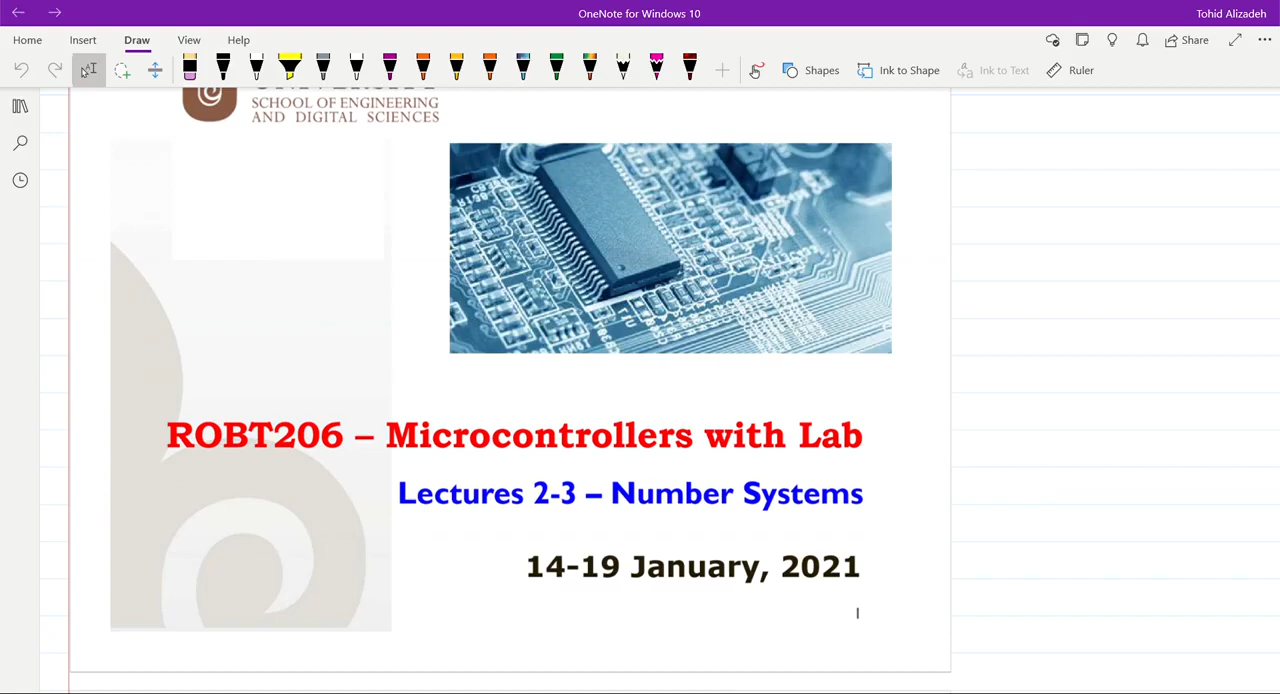 OneNote for Windows 10
Tohid Alizadeh
Home Insert Draw View Help
Share
Shapes
Ink to Shape
Ink to Text
Ruler
UNIVERSITY
SCHOOL OF ENGINEERING
AND DIGITAL SCIENCES
ROBT206 – Microcontrollers with Lab
Lectures 2-3 – Number Systems
14-19 January, 2021